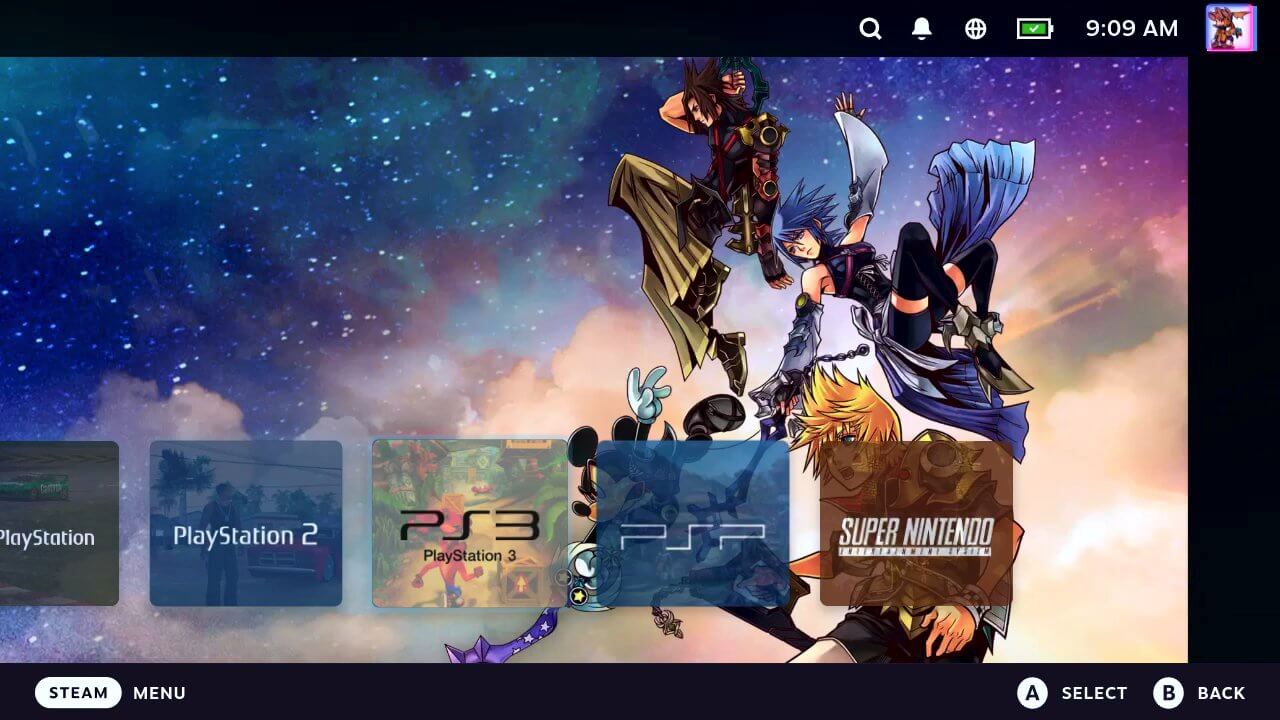 9:09 AM
PlayStation
PlayStation 2
PS3
PlayStation 3
PSP
SUPER NINTENDO
ENTERTAINMENT SYSTEM
STEAM MENU
A SELECT B BACK